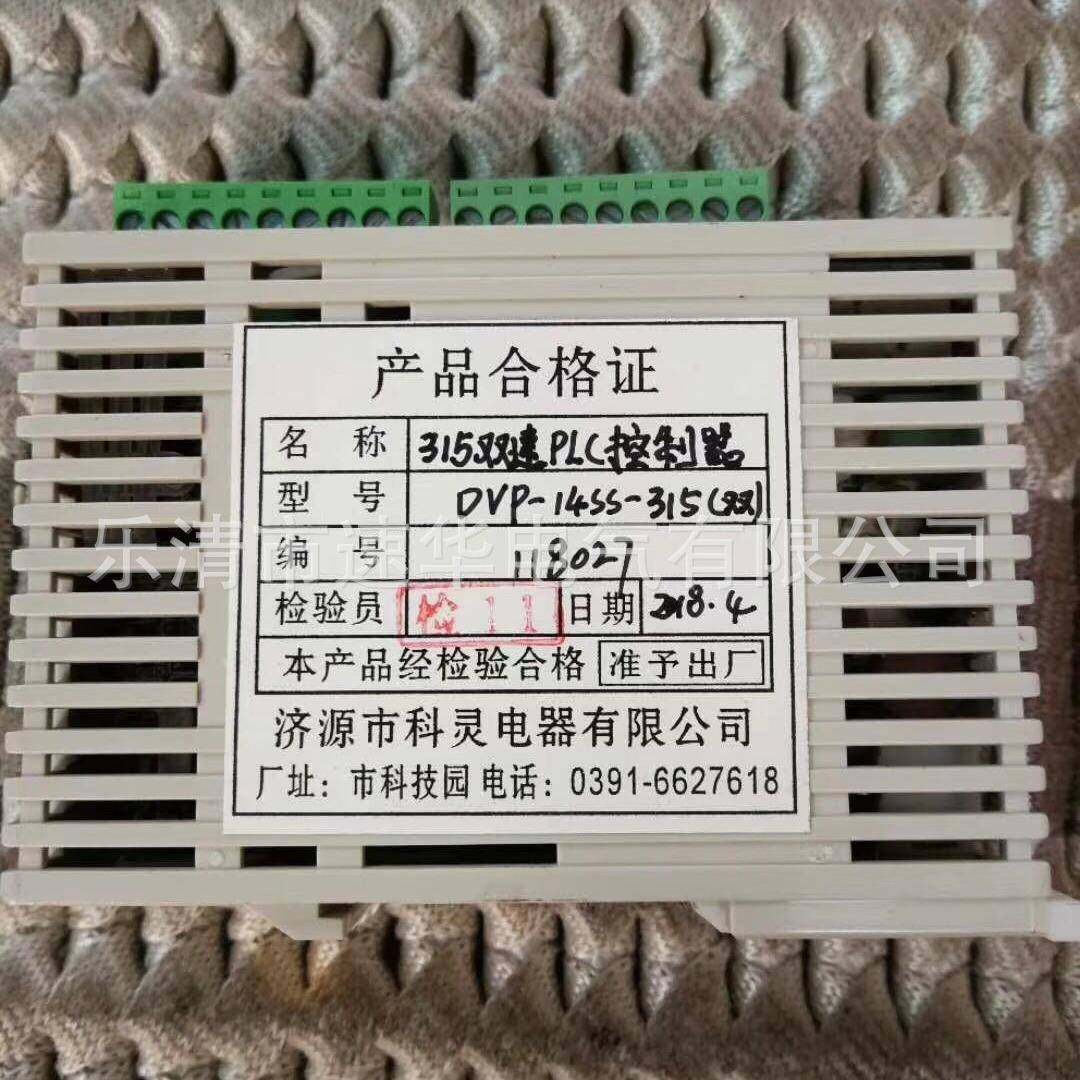 产品合格证
名 称 315双速PLC控制器
型 号 DVP-14SS-315(双)
编 号 118027
检验员 检11 日期 2018.4
本产品经检验合格 准予出厂
济源市科灵电器有限公司
厂址：市科技园 电话：0391-6627618
乐清市速华电气有限公司